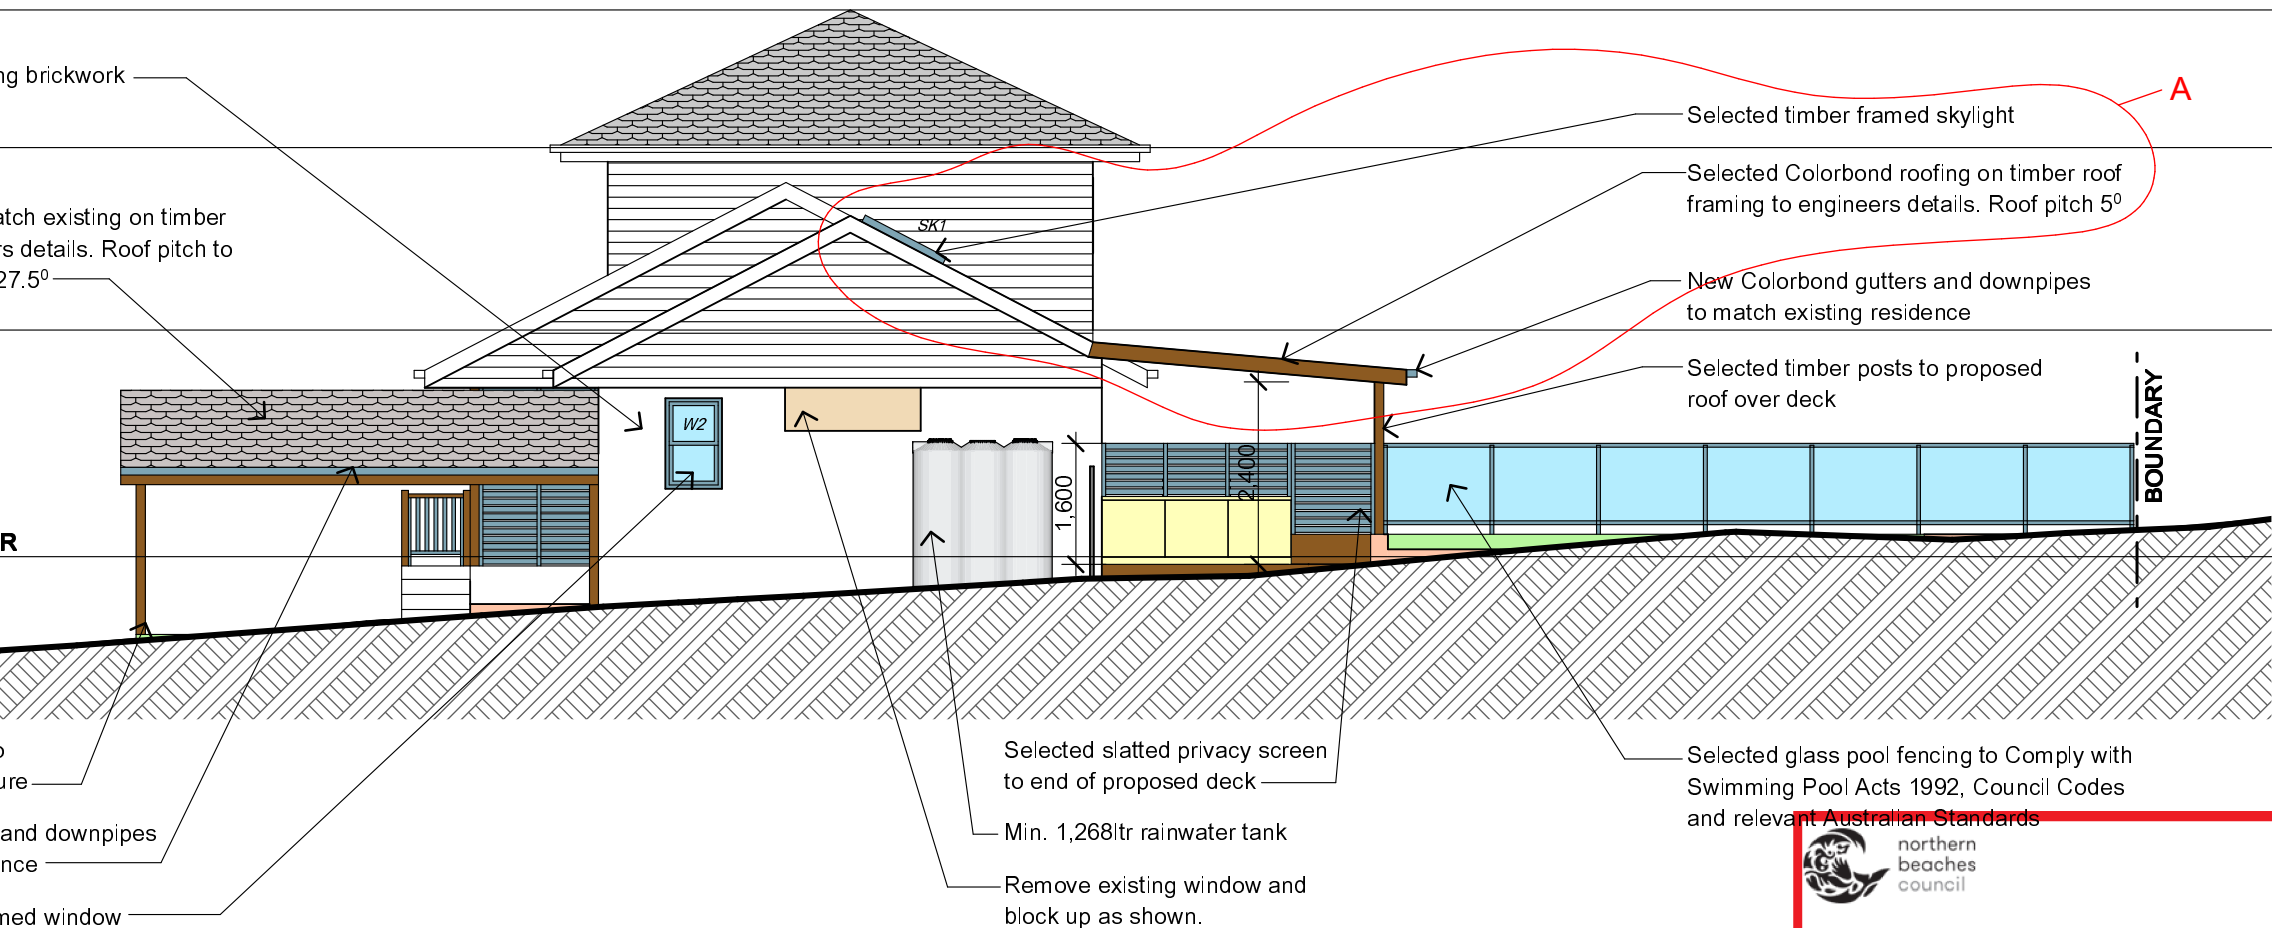 ng brickwork
atch existing on timber
rs details. Roof pitch to
27.5⁰
R
ure
and downpipes
nce
med window
SK1
W2
1,600
2,400
A
Selected timber framed skylight
Selected Colorbond roofing on timber roof
framing to engineers details. Roof pitch 5⁰
New Colorbond gutters and downpipes
to match existing residence
Selected timber posts to proposed
roof over deck
BOUNDARY
Selected slatted privacy screen
to end of proposed deck
Min. 1,268ltr rainwater tank
Remove existing window and
block up as shown.
Selected glass pool fencing to Comply with
Swimming Pool Acts 1992, Council Codes
and relevant Australian Standards
northern
beaches
council